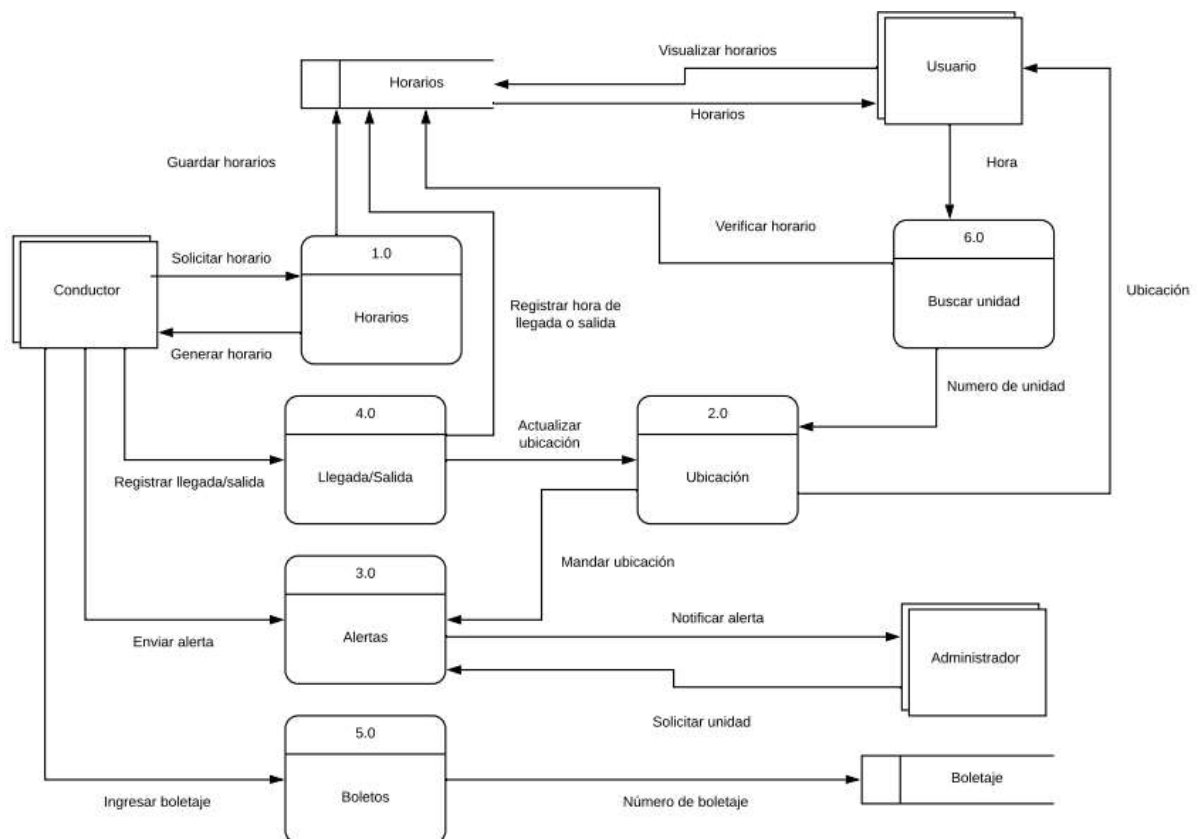 Visualizar horarios
Usuario
Horarios
Horarios
Guardar horarios
Hora
Verificar horario
6.0
Buscar unidad
Ubicación
Conductor
Solicitar horario
1.0
Horarios
Generar horario
Registrar hora de
llegada o salida
Numero de unidad
4.0
Llegada/Salida
Actualizar
ubicación
2.0
Ubicación
Registrar llegada/salida
Mandar ubicación
3.0
Alertas
Enviar alerta
Notificar alerta
Administrador
Solicitar unidad
5.0
Boletos
Ingresar boletaje
Número de boletaje
Boletaje